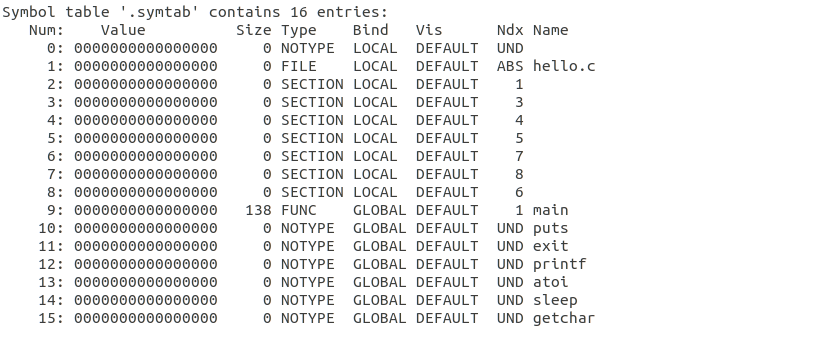 Symbol table '.symtab' contains 16 entries:
   Num:    Value          Size Type    Bind   Vis      Ndx Name
     0: 0000000000000000     0 NOTYPE  LOCAL  DEFAULT  UND
     1: 0000000000000000     0 FILE    LOCAL  DEFAULT  ABS hello.c
     2: 0000000000000000     0 SECTION LOCAL  DEFAULT    1
     3: 0000000000000000     0 SECTION LOCAL  DEFAULT    3
     4: 0000000000000000     0 SECTION LOCAL  DEFAULT    4
     5: 0000000000000000     0 SECTION LOCAL  DEFAULT    5
     6: 0000000000000000     0 SECTION LOCAL  DEFAULT    7
     7: 0000000000000000     0 SECTION LOCAL  DEFAULT    8
     8: 0000000000000000     0 SECTION LOCAL  DEFAULT    6
     9: 0000000000000000   138 FUNC    GLOBAL DEFAULT    1 main
    10: 0000000000000000     0 NOTYPE  GLOBAL DEFAULT  UND puts
    11: 0000000000000000     0 NOTYPE  GLOBAL DEFAULT  UND exit
    12: 0000000000000000     0 NOTYPE  GLOBAL DEFAULT  UND printf
    13: 0000000000000000     0 NOTYPE  GLOBAL DEFAULT  UND atoi
    14: 0000000000000000     0 NOTYPE  GLOBAL DEFAULT  UND sleep
    15: 0000000000000000     0 NOTYPE  GLOBAL DEFAULT  UND getchar